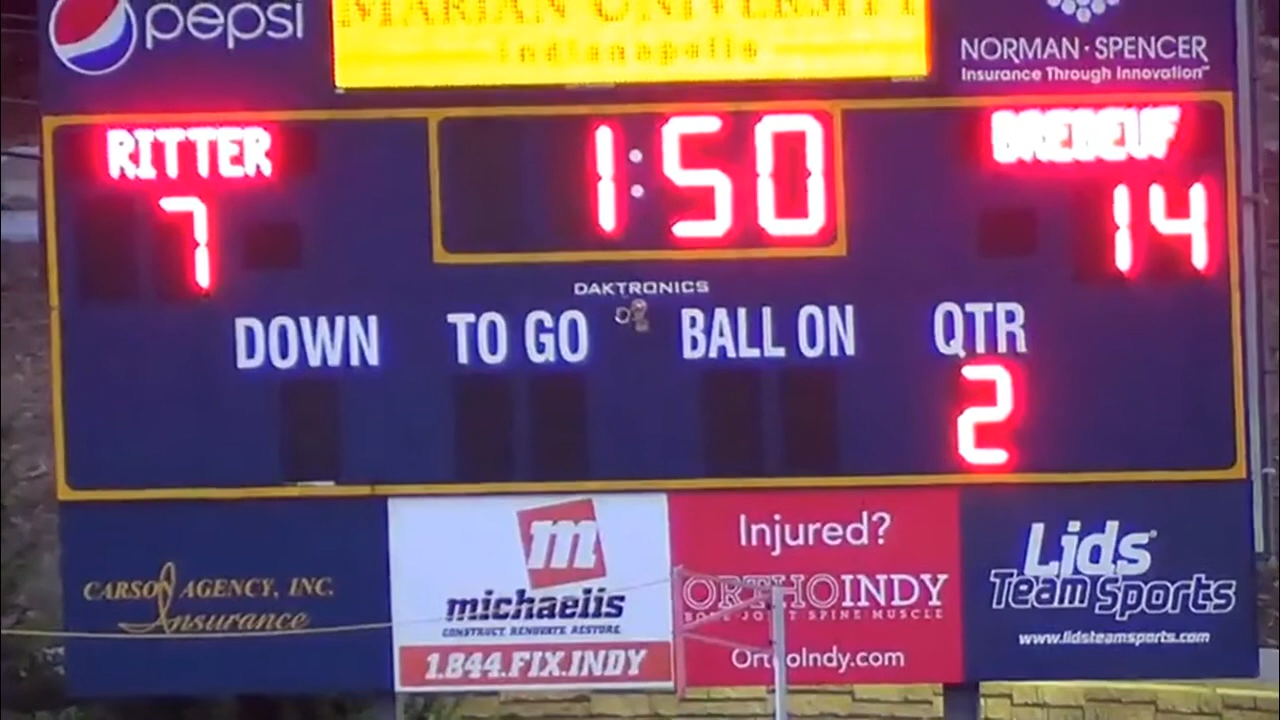 pepsi
MARIAN UNIVERSITY
Indianapolis
NORMAN·SPENCER
Insurance Through Innovation™
RITTER
1:50
BREBEUF
7
14
DAKTRONICS
DOWN
TO GO
BALL ON
QTR
2
CARSON AGENCY, INC.
Insurance
m
michaelis
CONSTRUCT. RENOVATE. RESTORE.
1.844.FIX.INDY
Injured?
ORTHOINDY
BONE JOINT SPINE MUSCLE
OrthoIndy.com
Lids
Team Sports
www.lidsteamsports.com